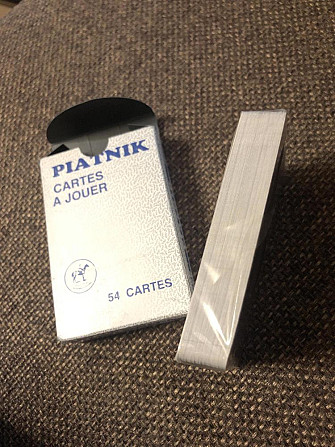 PIATNIK
CARTES
A JOUER
54 CARTES